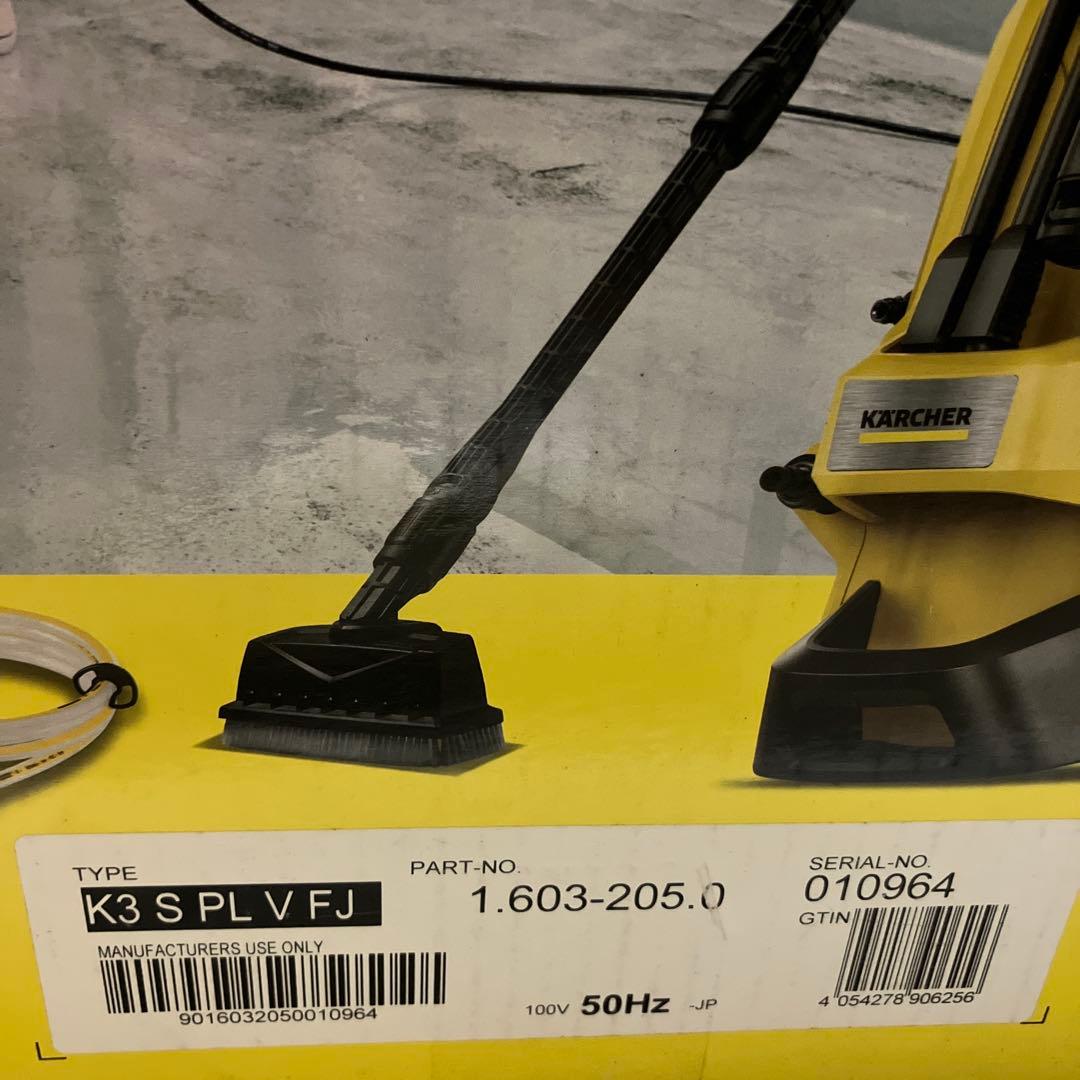 KÄRCHER
TYPE
K3 S PL V FJ
PART-NO.
1.603-205.0
SERIAL-NO.
010964
GTIN
MANUFACTURERS USE ONLY
9016032050010964
100V 50Hz -JP
4 054278 906256